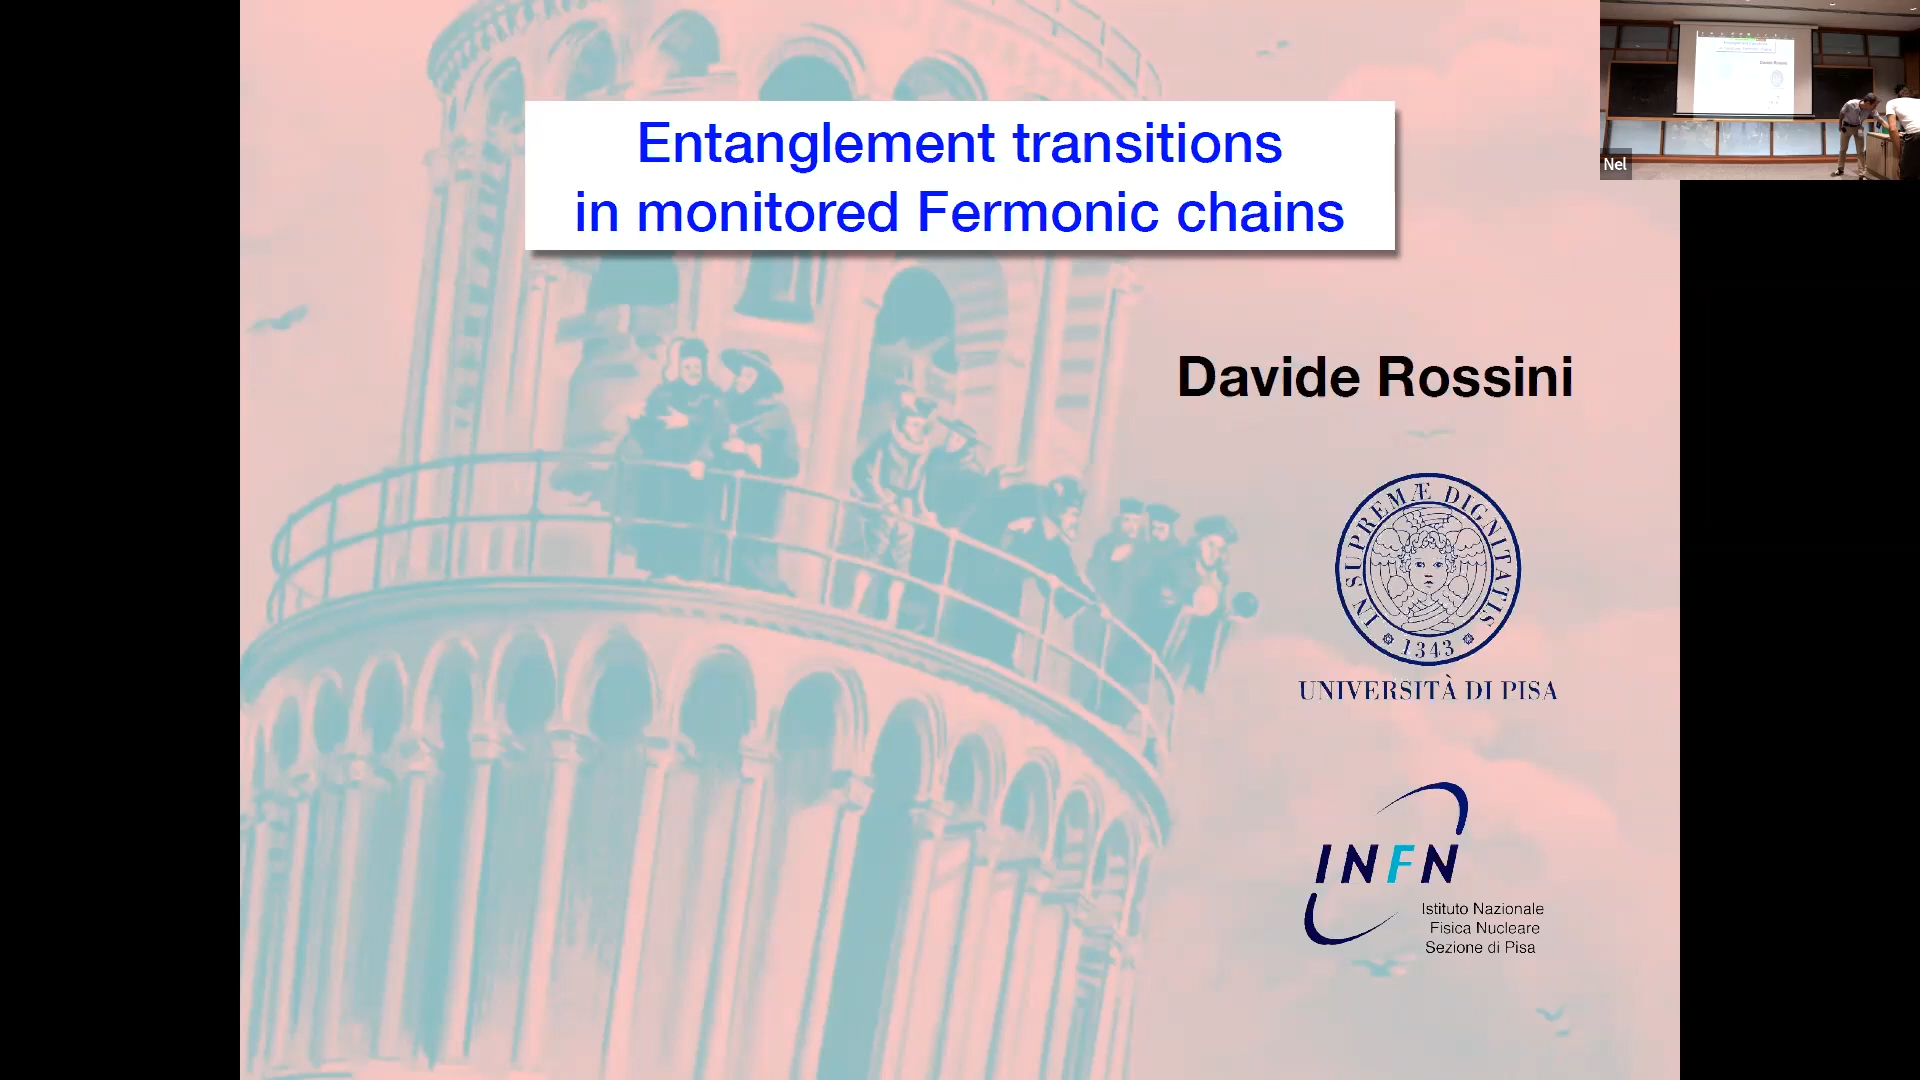 Entanglement transitions
in monitored Fermonic chains
Davide Rossini
IN SUPREMÆ DIGNITATIS
1343
UNIVERSITÀ DI PISA
INFN
Istituto Nazionale
Fisica Nucleare
Sezione di Pisa
Nel